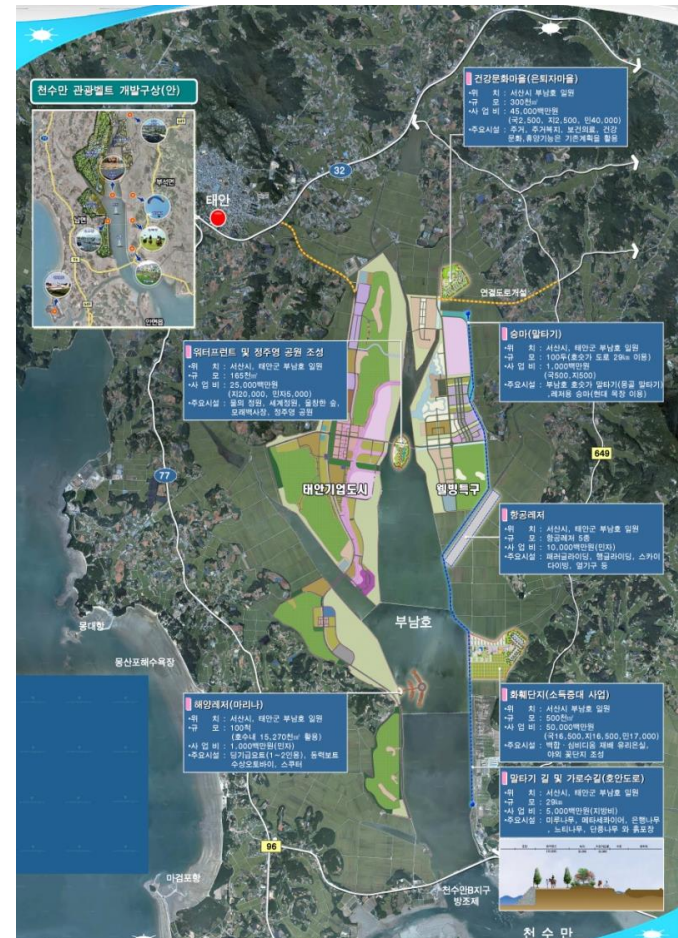 천수만 관광벨트 개발구상(안)
건강문화마을(은퇴자마을)
•위 치 : 서산시 부남호 일원
•규 모 : 300천㎡
•사 업 비 : 45,000백만원
(국2,500, 지2,500, 민40,000)
•주요시설 : 주거, 주거복지, 보건의료, 건강
문화,휴양기능은 기존계획을 활용
32
태안
부석면
남면
연결도로개설
워터프런트 및 정주영 공원 조성
•위 치 : 서산시, 태안군 부남호 일원
•규 모 : 165천㎡
•사 업 비 : 25,000백만원
(지20,000, 민자5,000)
•주요시설 : 물의 정원, 세계정원, 울창한 숲,
모래백사장, 정주영 공원
승마(말타기)
•위 치 : 서산시, 태안군 부남호 일원
•규 모 : 100두(호숫가 도로 29㎞ 이용)
•사 업 비 : 1,000백만원
(국500,지500)
•주요시설 : 부남호 호숫가 말타기(몽골 말타기)
,레저용 승마(현대 목장 이용)
649
77
태안기업도시
웰빙특구
항공레저
•위 치 : 서산시, 태안군 부남호 일원
•규 모 : 항공레저 5종
•사 업 비 : 10,000백만원(민자)
•주요시설 : 패러글라이딩, 행글라이딩, 스카이
다이빙, 열기구 등
부남호
몽대항
몽산포해수욕장
해양레저(마리나)
•위 치 : 서산시, 태안군 부남호 일원
•규 모 : 100척
(호수내 15,270천㎡ 활용)
•사 업 비 : 1,000백만원(민자)
•주요시설 : 딩기급요트(1~2인용), 동력보트
수상오토바이, 스쿠터
화훼단지(소득증대 사업)
•위 치 : 서산시, 태안군 부남호 일원
•규 모 : 500천㎡
•사 업 비 : 50,000백만원
(국16,500,지16,500,민17,000)
•주요시설 : 백합·심비디움 재배 유리온실,
야외 꽃단지 조성
말타기 길 및 가로수길(호안도로)
•위 치 : 서산시, 태안군 부남호 일원
•규 모 : 29㎞
•사 업 비 : 5,000백만원(지방비)
•주요시설 : 미루나무, 메타세콰이어, 은행나무
, 느티나무, 단풍나무 와 흙포장
96
마검포항
천수만B지구
방조제
천 수 만